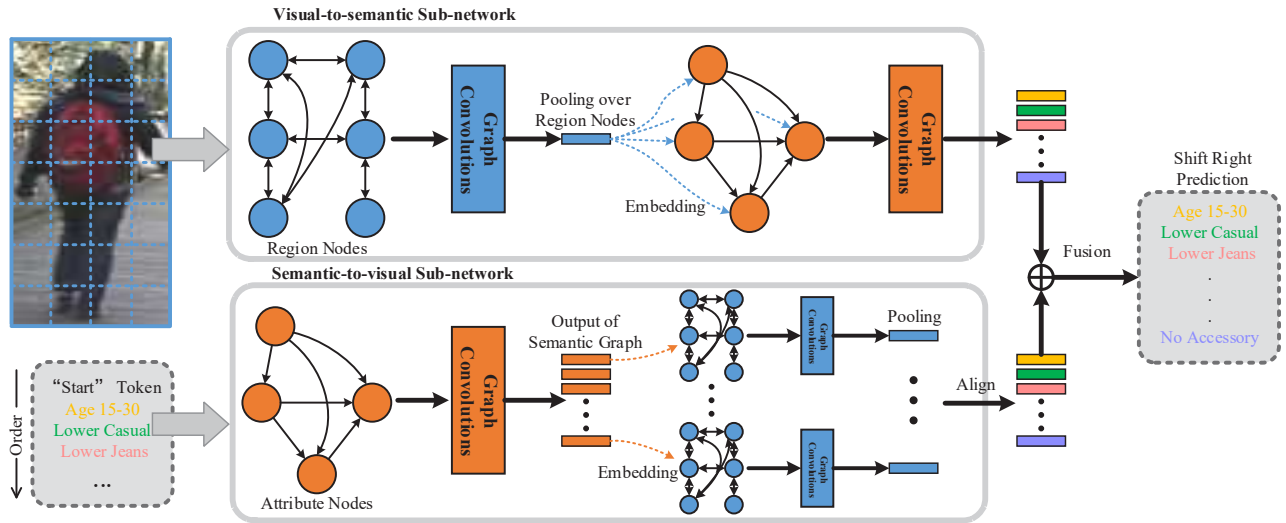 Visual-to-semantic Sub-network
Graph
Convolutions
Pooling over
Region Nodes
Graph
Convolutions
Embedding
Region Nodes
Shift Right
Prediction
Age 15-30
Lower Casual
Lower Jeans
.
.
.
No Accessory
Fusion
Semantic-to-visual Sub-network
Order
“Start” Token
Age 15-30
Lower Casual
Lower Jeans
...
Attribute Nodes
Graph
Convolutions
Output of
Semantic Graph
Embedding
Graph
Convolutions
Graph
Convolutions
Pooling
Align